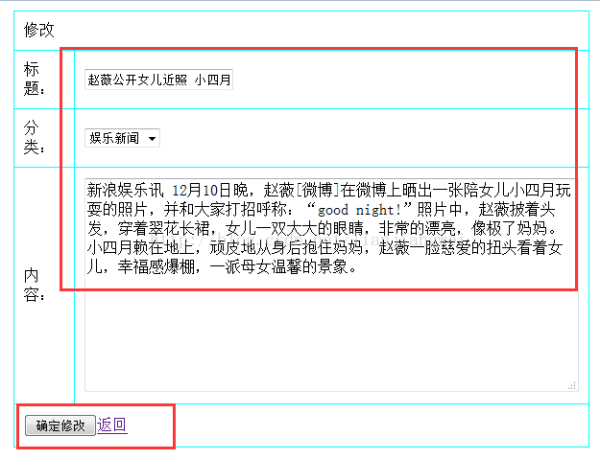 修改
标
题：
赵薇公开女儿近照 小四月
分
类：
娱乐新闻
内
容：
新浪娱乐讯 12月10日晚，赵薇[微博]在微博上晒出一张陪女儿小四月玩
耍的照片，并和大家打招呼称：“good night!”照片中，赵薇披着头
发，穿着翠花长裙，女儿一双大大的眼睛，非常的漂亮，像极了妈妈。
小四月赖在地上，顽皮地从身后抱住妈妈，赵薇一脸慈爱的扭头看着女
儿，幸福感爆棚，一派母女温馨的景象。
确定修改 返回